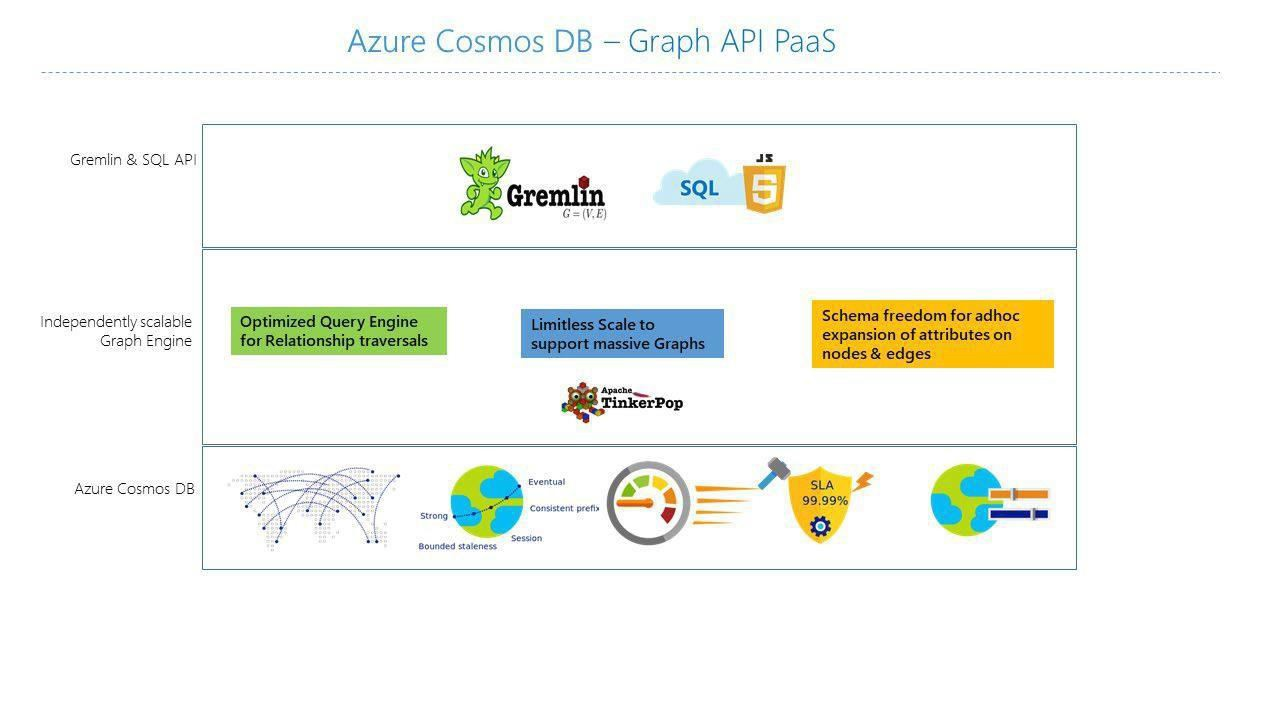 Azure Cosmos DB – Graph API PaaS
Gremlin & SQL API
Gremlin
G = (V, E)
SQL
JS
5
Independently scalable
Graph Engine
Optimized Query Engine
for Relationship traversals
Limitless Scale to
support massive Graphs
Schema freedom for adhoc
expansion of attributes on
nodes & edges
Apache
TinkerPop
Azure Cosmos DB
Eventual
Consistent prefix
Strong
Session
Bounded staleness
SLA
99.99%